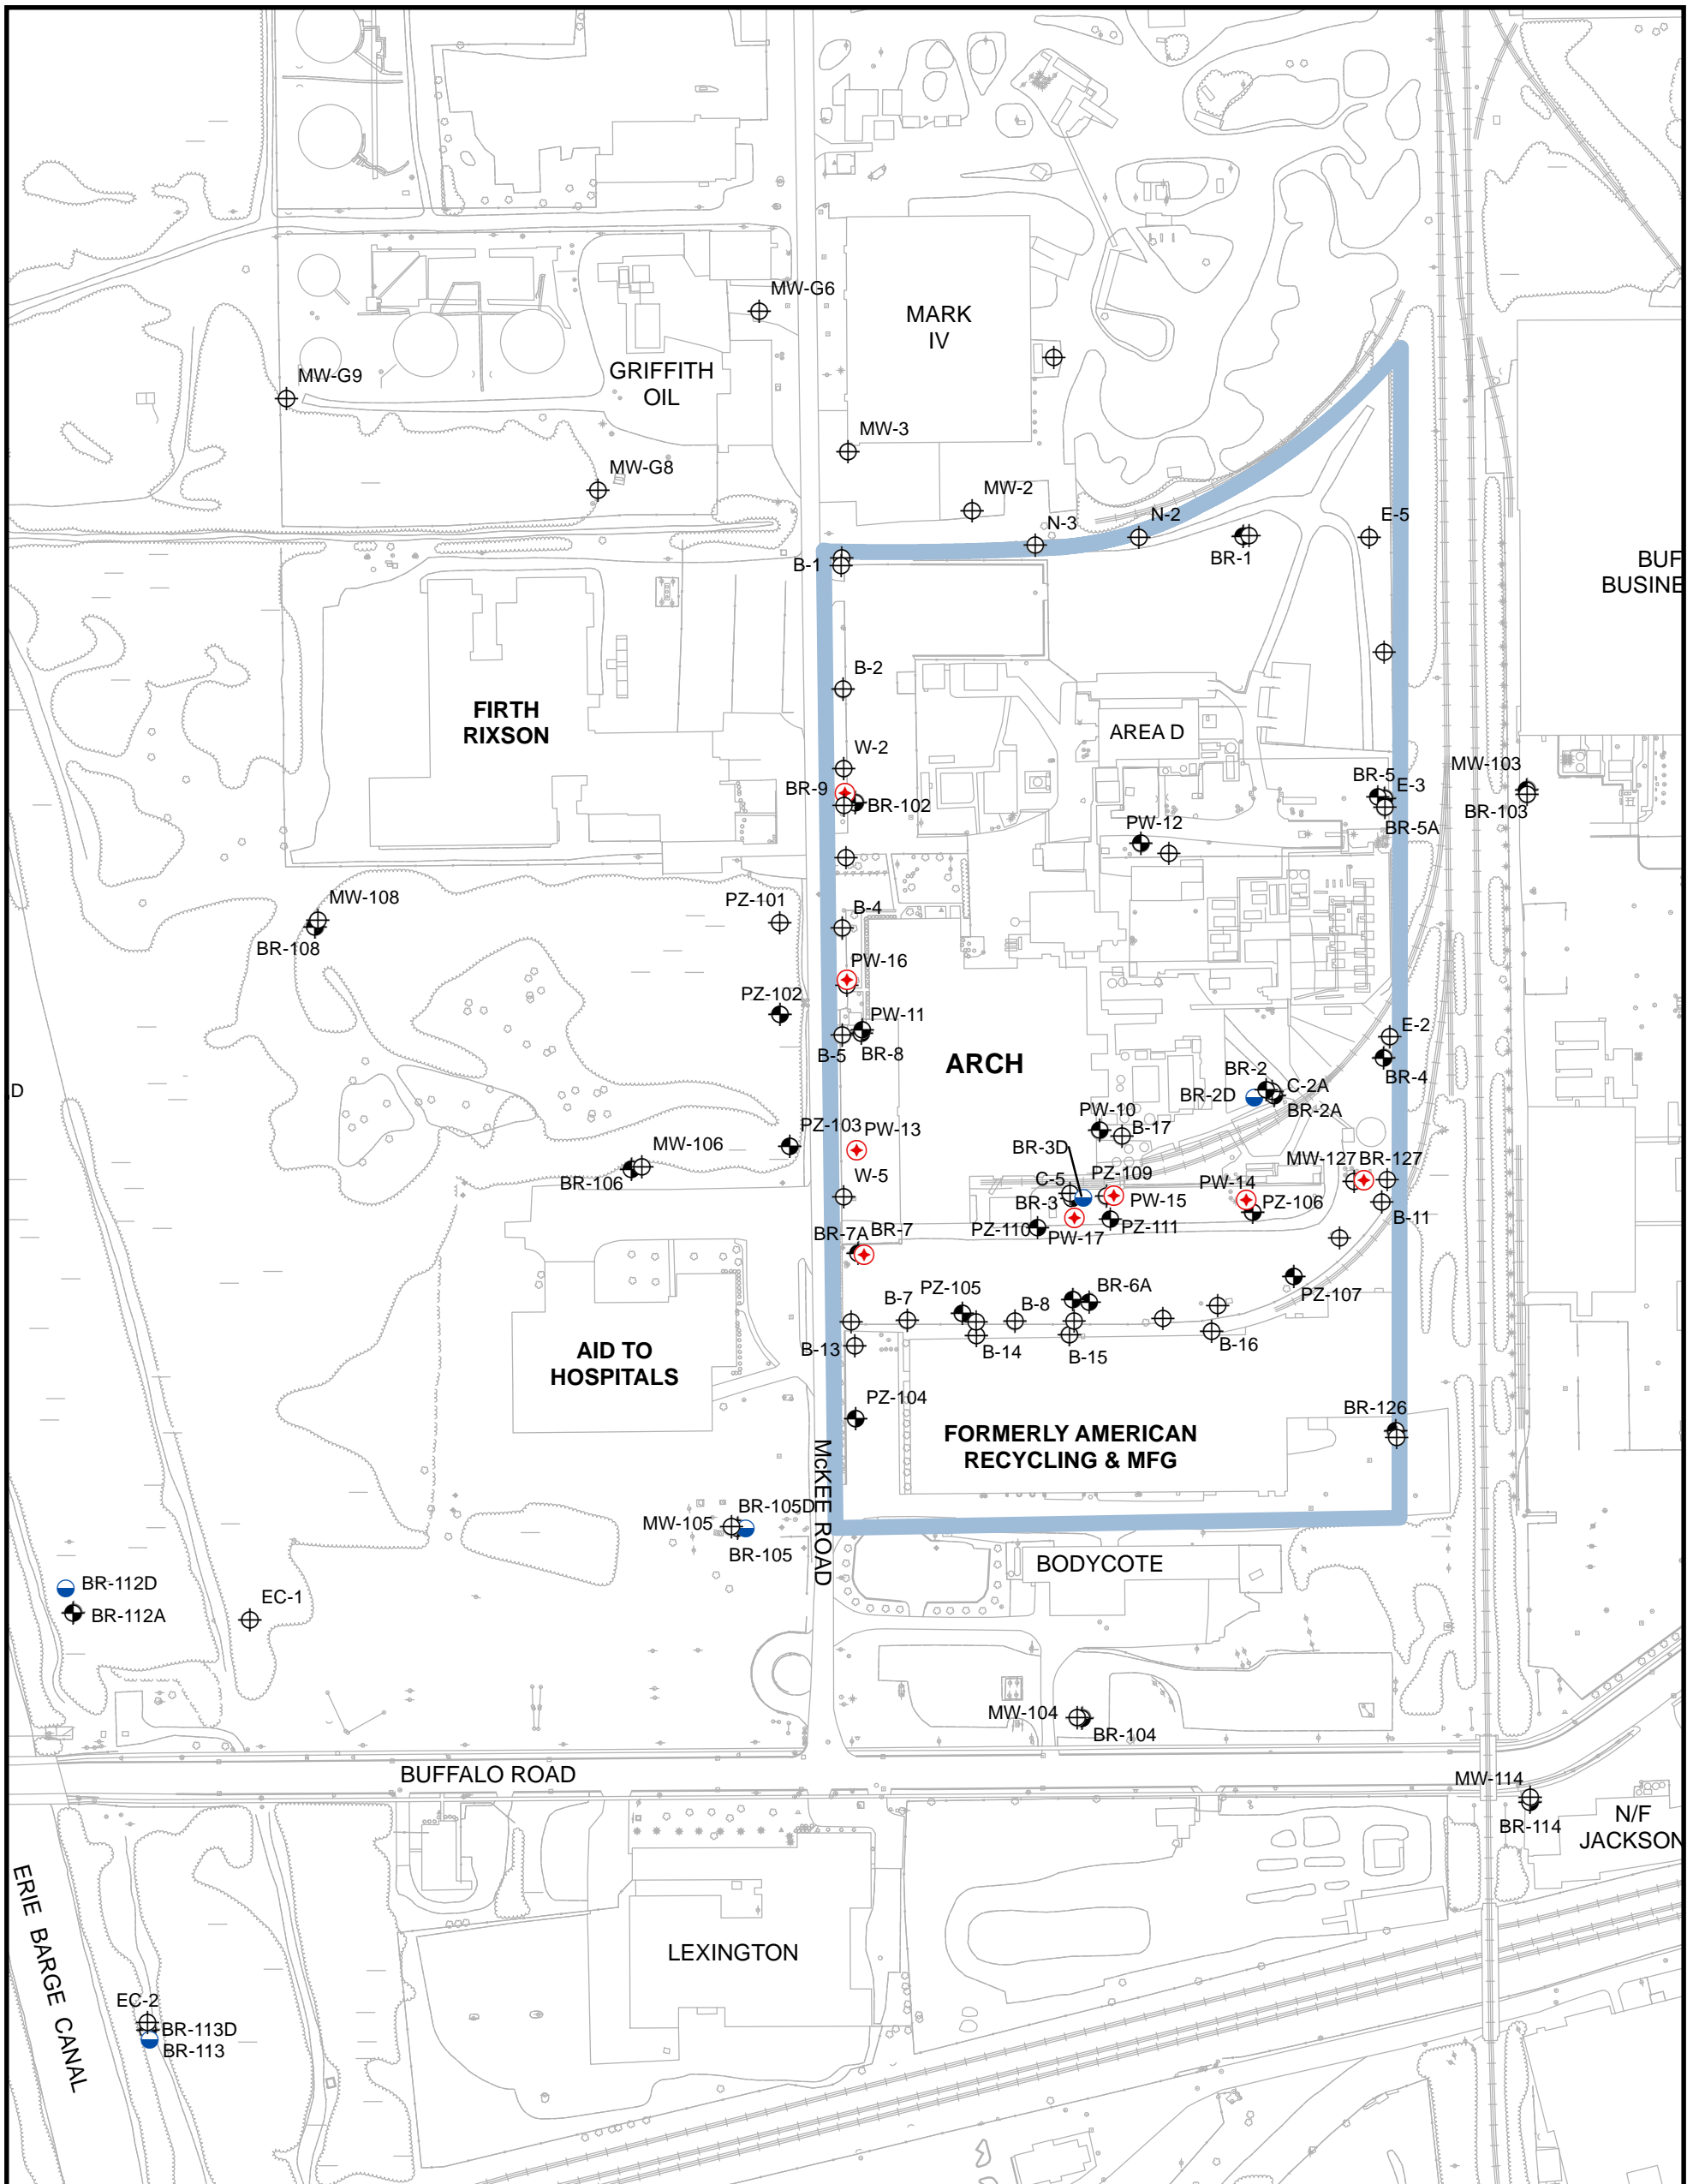 MW-G6
MARK
IV
MW-G9
GRIFFITH
OIL
MW-3
MW-G8
MW-2
N-3
N-2
E-5
BR-1
B-1
BUF
BUSINE
B-2
FIRTH
RIXSON
AREA D
W-2
MW-103
BR-5
E-3
BR-9
BR-102
BR-103
PW-12
BR-5A
MW-108
PZ-101
B-4
BR-108
PW-16
PZ-102
PW-11
E-2
B-5
BR-8
ARCH
BR-2
BR-4
C-2A
D
BR-2D
BR-2A
PW-10
B-17
PZ-103
PW-13
MW-106
BR-3D
MW-127
BR-127
BR-106
W-5
C-5
PZ-109
PW-14
BR-3
PW-15
PZ-106
B-11
BR-7A
BR-7
PZ-110
PW-17
PZ-111
BR-6A
PZ-107
PZ-105
B-7
B-8
B-13
B-14
B-15
B-16
AID TO
HOSPITALS
PZ-104
BR-126
FORMERLY AMERICAN
RECYCLING & MFG
McKEE ROAD
BR-105D
MW-105
BR-105
BODYCOTE
BR-112D
EC-1
BR-112A
MW-104
BR-104
BUFFALO ROAD
MW-114
N/F
JACKSON
BR-114
ERIE BARGE CANAL
LEXINGTON
EC-2
BR-113D
BR-113